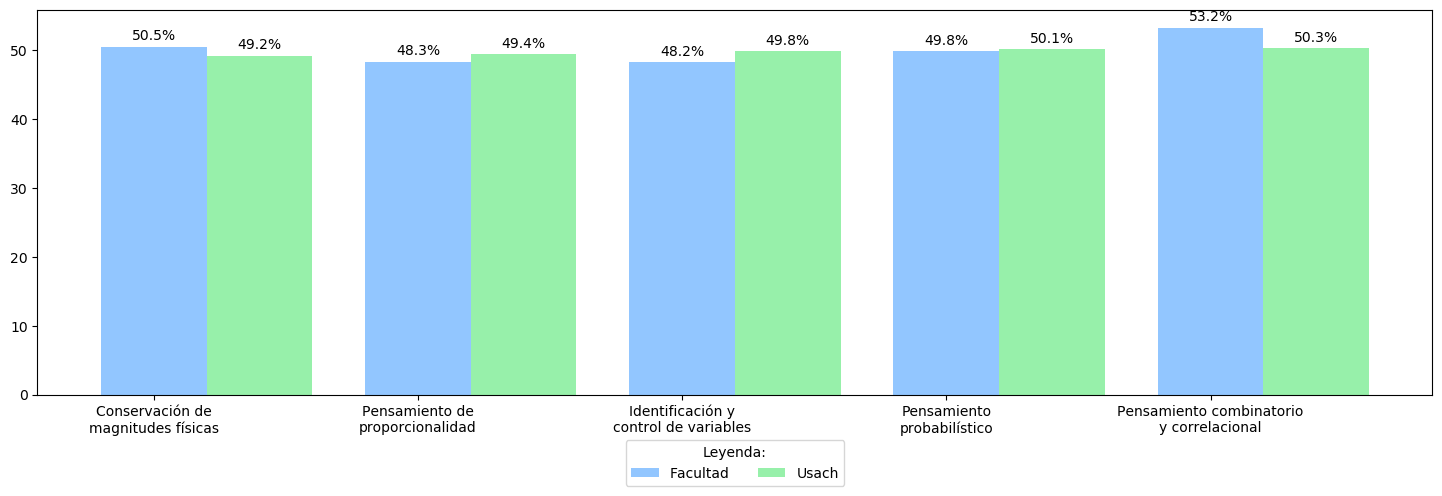 50.5%
49.2%
48.3%
49.4%
48.2%
49.8%
49.8%
50.1%
53.2%
50.3%
50
40
30
20
10
0
Conservación de
magnitudes físicas
Pensamiento de
proporcionalidad
Identificación y
control de variables
Pensamiento
probabilístico
Pensamiento combinatorio
y correlacional
Leyenda:
Facultad
Usach